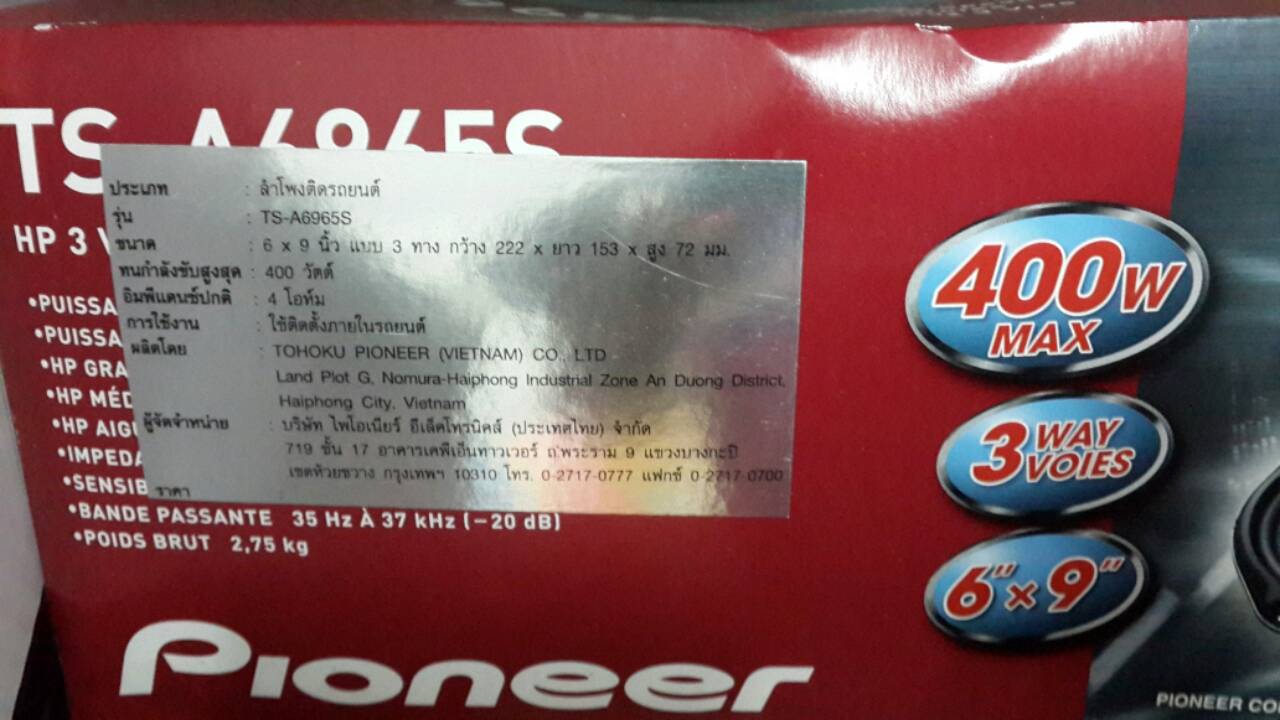 TS-A6965S
HP 3
ประเภท : ลำโพงติดรถยนต์
รุ่น : TS-A6965S
ขนาด : 6 x 9 นิ้ว แบบ 3 ทาง กว้าง 222 x ยาว 153 x สูง 72 มม.
ทนกำลังขับสูงสุด : 400 วัตต์
อิมพีแดนซ์ปกติ : 4 โอห์ม
การใช้งาน : ใช้ติดตั้งภายในรถยนต์
ผลิตโดย : TOHOKU PIONEER (VIETNAM) CO., LTD
Land Plot G, Nomura-Haiphong Industrial Zone An Duong District,
Haiphong City, Vietnam
ผู้จัดจำหน่าย : บริษัท ไพโอเนียร์ อีเล็คโทรนิคส์ (ประเทศไทย) จำกัด
719 ชั้น 17 อาคารเคพีเอ็นทาวเวอร์ ถ.พระราม 9 แขวงบางกะปิ
เขตห้วยขวาง กรุงเทพฯ 10310 โทร. 0-2717-0777 แฟกซ์ 0-2717-0700
ราคา
•PUISSA
•PUISSA
•HP GRA
•HP MÉD
•HP AIGU
•IMPEDA
•SENSIB
•BANDE PASSANTE 35 Hz À 37 kHz (−20 dB)
•POIDS BRUT 2,75 kg
Pioneer
400W
MAX
3 WAY
VOIES
6"×9"
PIONEER CO